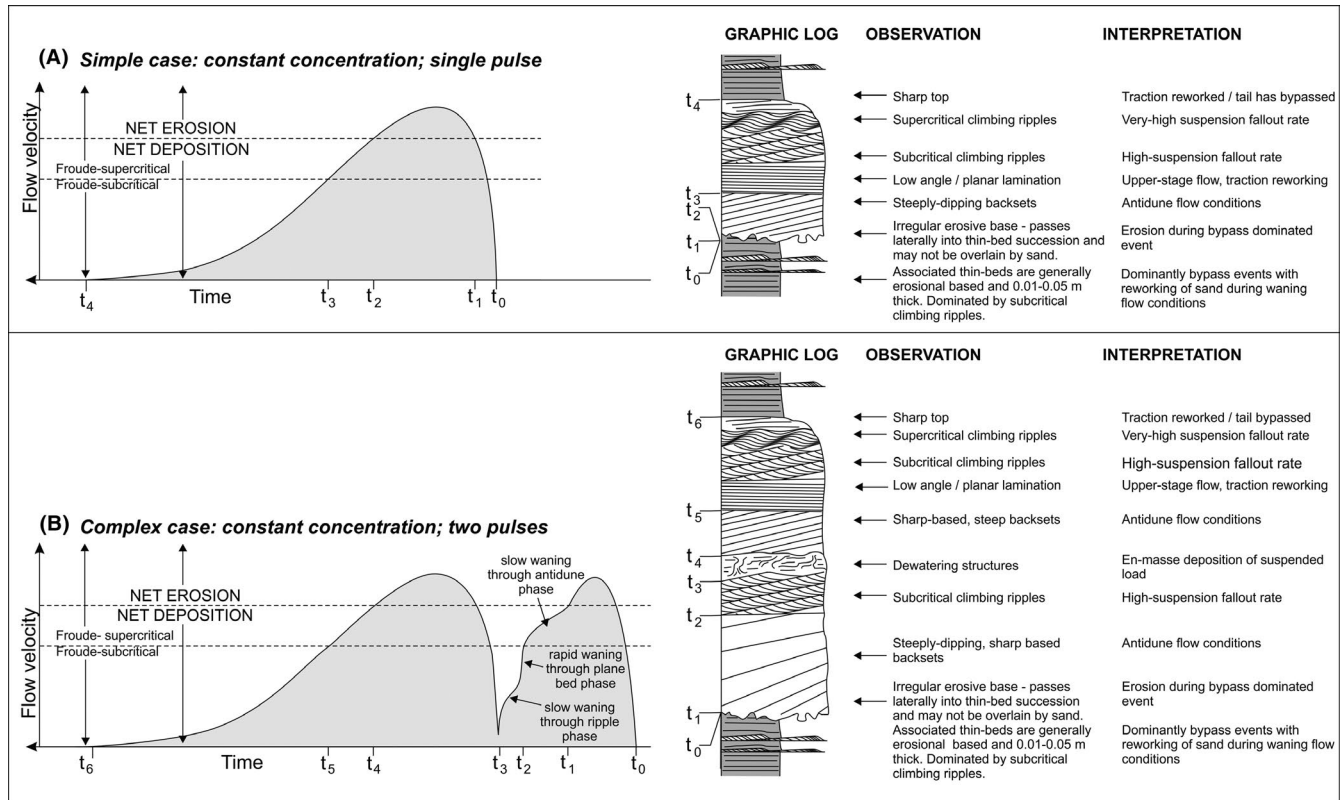 (A) Simple case: constant concentration; single pulse
Flow velocity
NET EROSION
NET DEPOSITION
Froude-supercritical
Froude-subcritical
t4
Time
t3
t2
t1
t0
GRAPHIC LOG
OBSERVATION
INTERPRETATION
t4
t3
t2
t1
t0
Sharp top
Traction reworked / tail has bypassed
Supercritical climbing ripples
Very-high suspension fallout rate
Subcritical climbing ripples
High-suspension fallout rate
Low angle / planar lamination
Upper-stage flow, traction reworking
Steeply-dipping backsets
Antidune flow conditions
Irregular erosive base - passes
laterally into thin-bed succession and
may not be overlain by sand.
Erosion during bypass dominated
event
Associated thin-beds are generally
erosional based and 0.01-0.05 m
thick. Dominated by subcritical
climbing ripples.
Dominantly bypass events with
reworking of sand during waning
flow conditions
(B) Complex case: constant concentration; two pulses
Flow velocity
NET EROSION
NET DEPOSITION
Froude- supercritical
Froude-subcritical
slow waning
through antidune
phase
rapid waning
through plane
bed phase
slow waning
through ripple
phase
t6
Time
t5
t4
t3
t2
t1
t0
GRAPHIC LOG
OBSERVATION
INTERPRETATION
t6
t5
t4
t3
t2
t1
t0
Sharp top
Traction reworked / tail bypassed
Supercritical climbing ripples
Very-high suspension fallout rate
Subcritical climbing ripples
High-suspension fallout rate
Low angle / planar lamination
Upper-stage flow, traction reworking
Sharp-based, steep backsets
Antidune flow conditions
Dewatering structures
En-masse deposition of suspended
load
Subcritical climbing ripples
High-suspension fallout rate
Steeply-dipping, sharp based
backsets
Antidune flow conditions
Irregular erosive base - passes
laterally into thin-bed succession
and may not be overlain by sand.
Erosion during bypass dominated
event
Associated thin-beds are generally
erosional based and 0.01-0.05 m
thick. Dominated by subcritical
climbing ripples.
Dominantly bypass events with
reworking of sand during waning flow
conditions